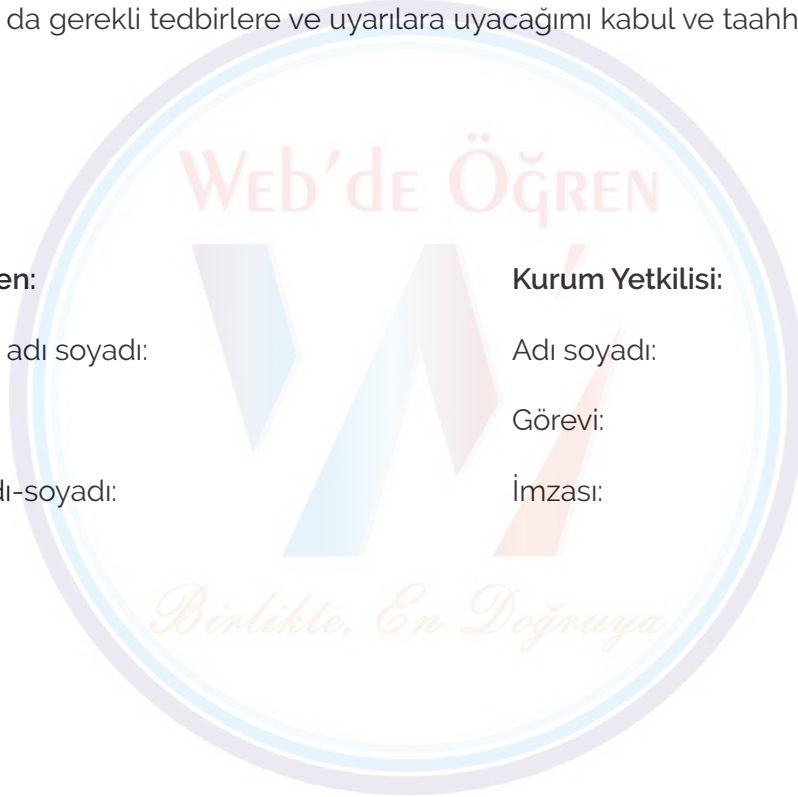 da gerekli tedbirlere ve uyarılara uyacağımı kabul ve taahh
Web'de Öğren
en: Kurum Yetkilisi:
adı soyadı: Adı soyadı:
Görevi:
dı-soyadı: İmzası:
Birlikte, En Doğruya